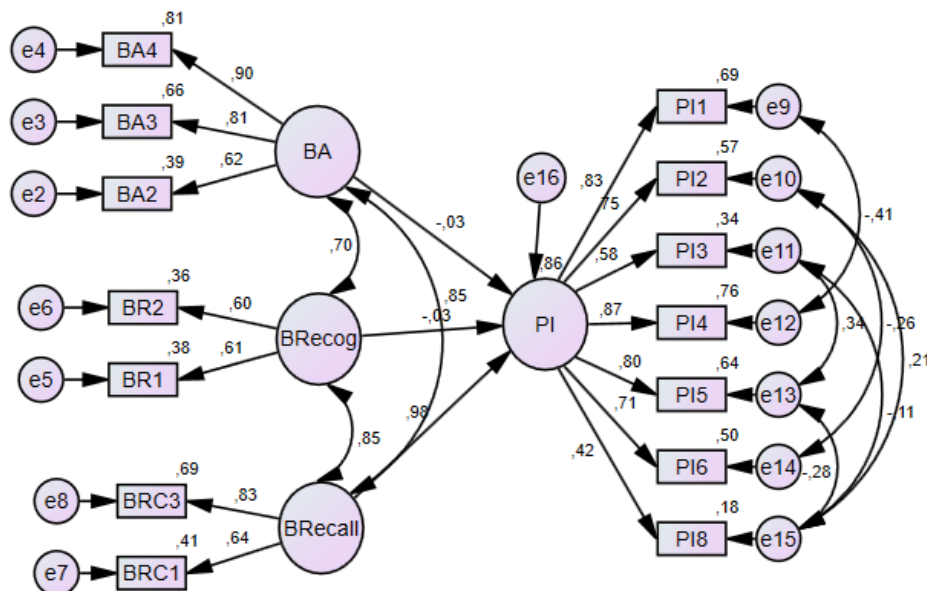 ,81
e4
BA4
,90
,66
e3
BA3
,81
BA
,39
e2
BA2
,62
,69
PI1
e9
,57
PI2
e10
,83
,75
e16
-,41
,34
PI3
e11
,58
-,03
,70
,86
,36
e6
BR2
,60
BRecog
,85
-,03
PI
,87
,76
PI4
e12
,34
-,26
,38
e5
BR1
,61
,80
,64
PI5
e13
,21
,71
-,11
,98
,85
,42
,50
PI6
e14
-,28
,69
e8
BRC3
,83
BRecall
,18
PI8
e15
,41
e7
BRC1
,64